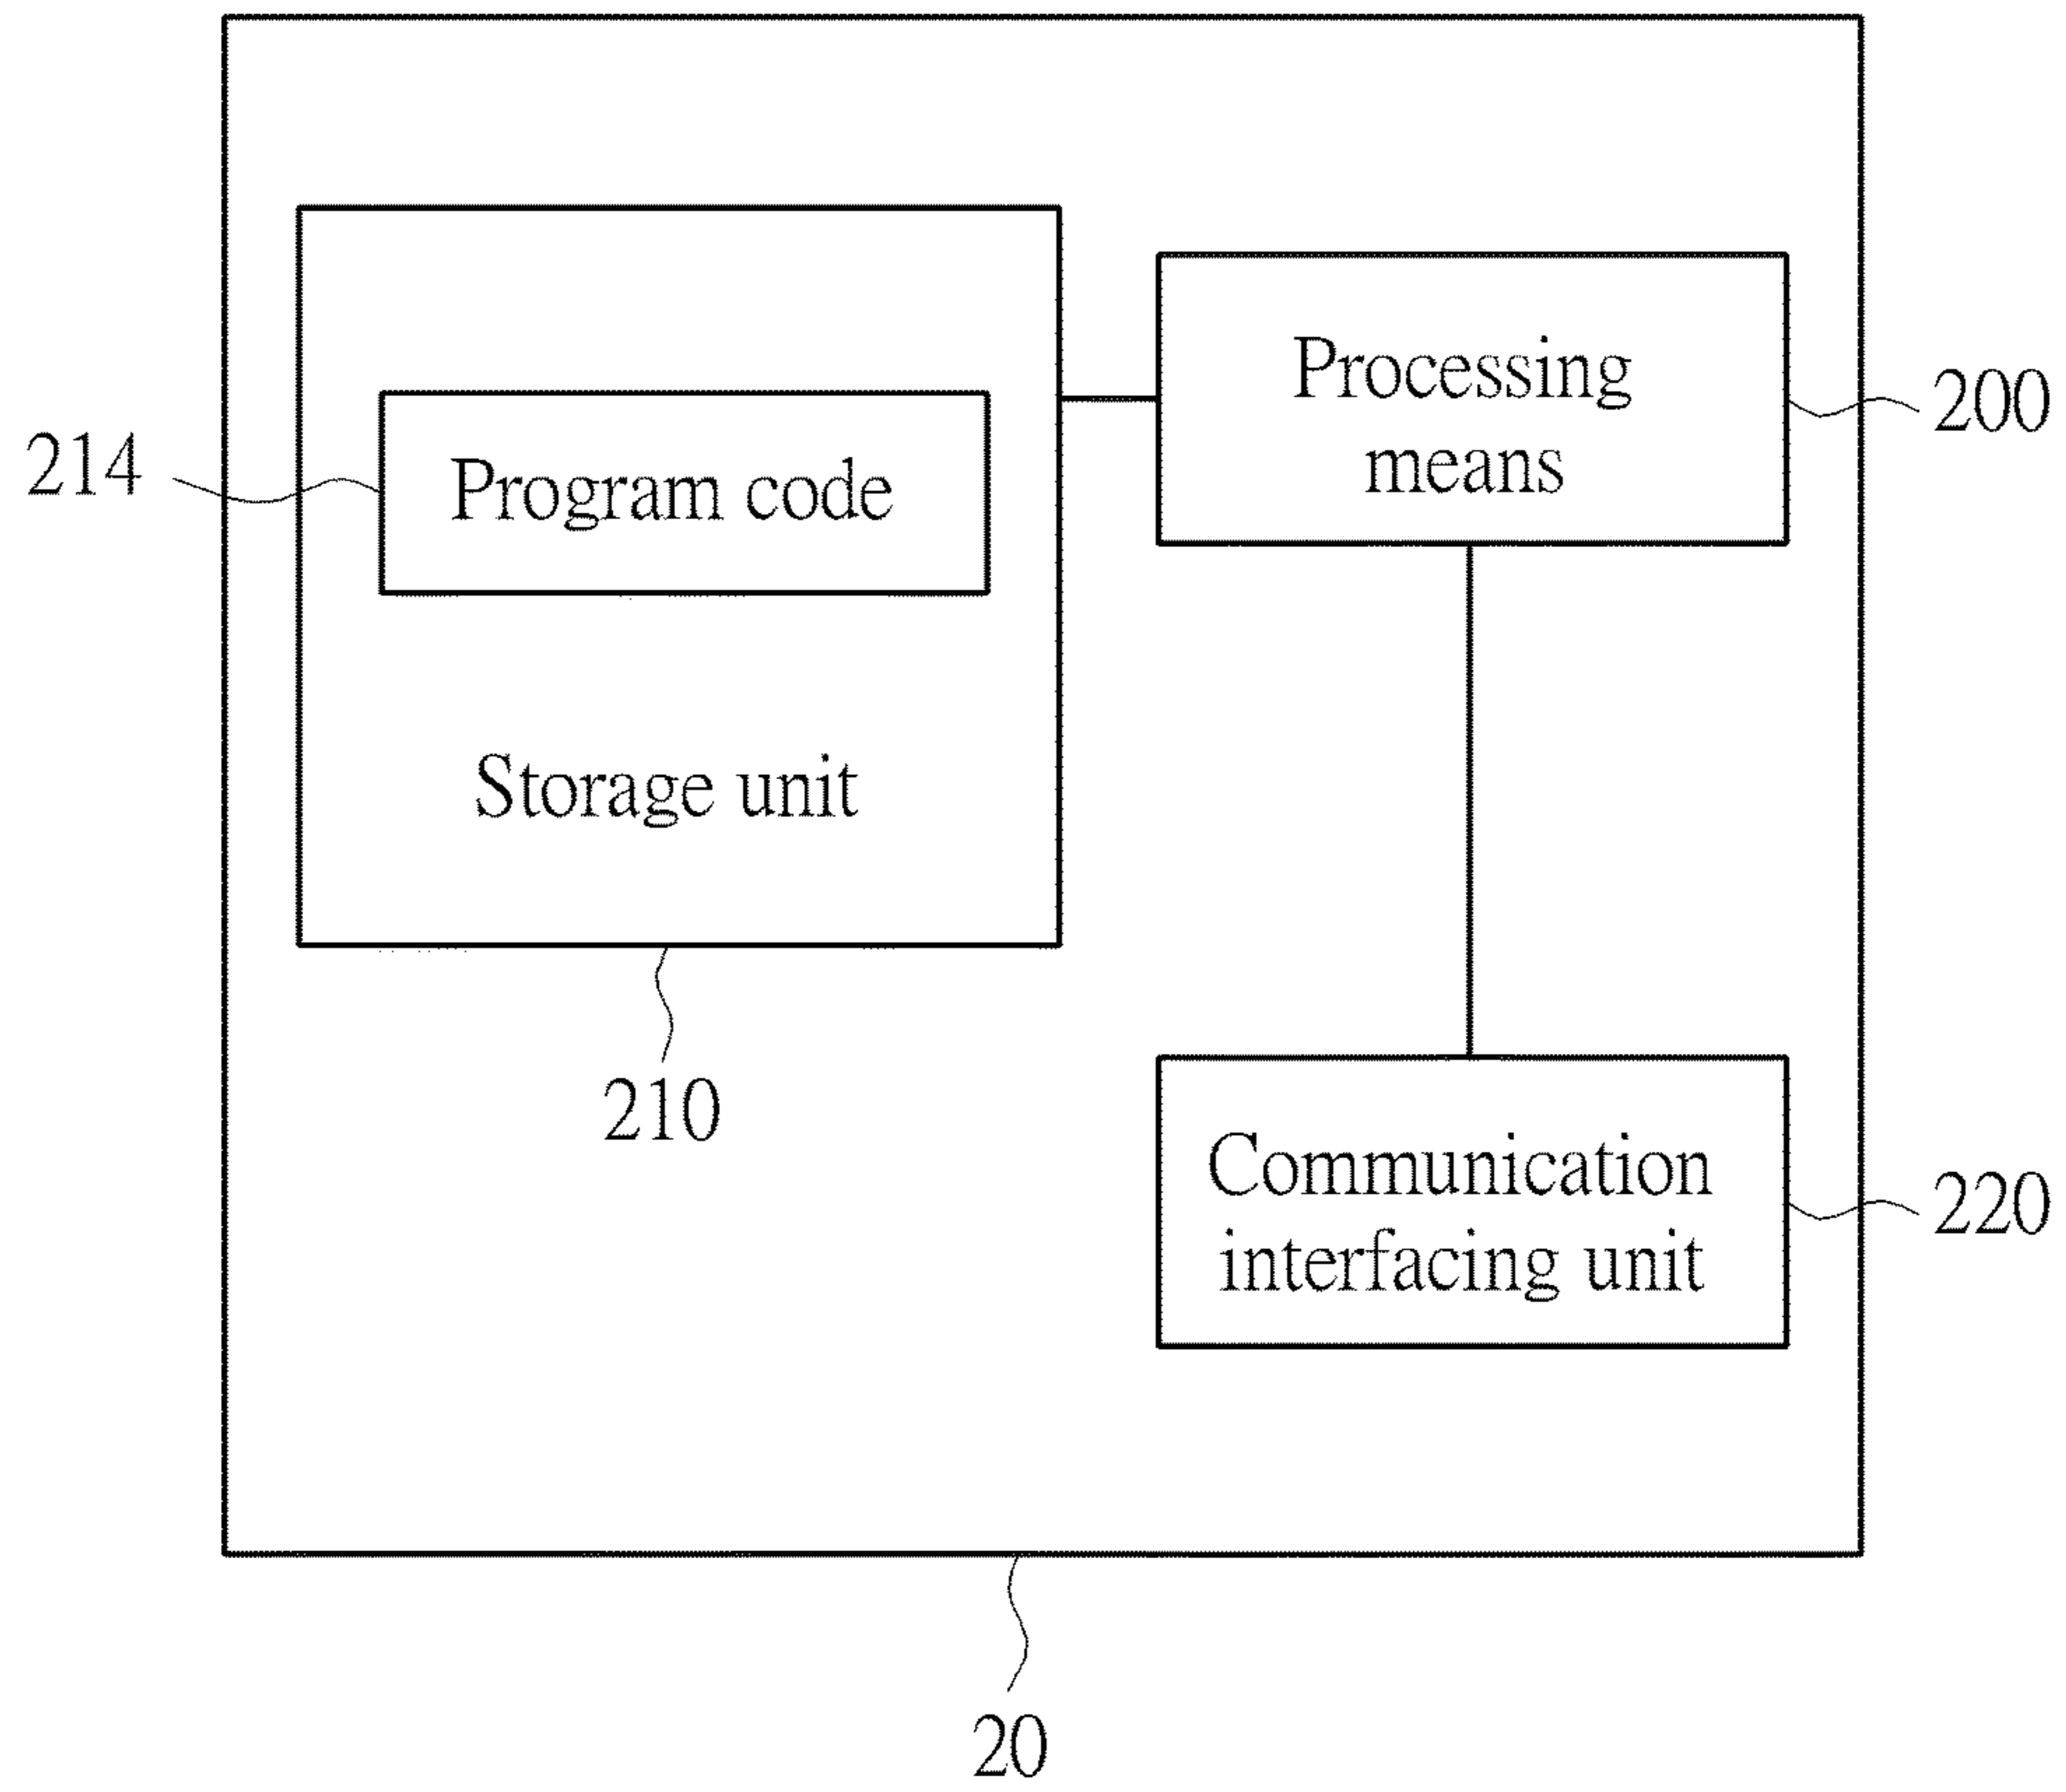 Processing
means
200
214
Program code
Storage unit
210
Communication
interfacing unit
220
20